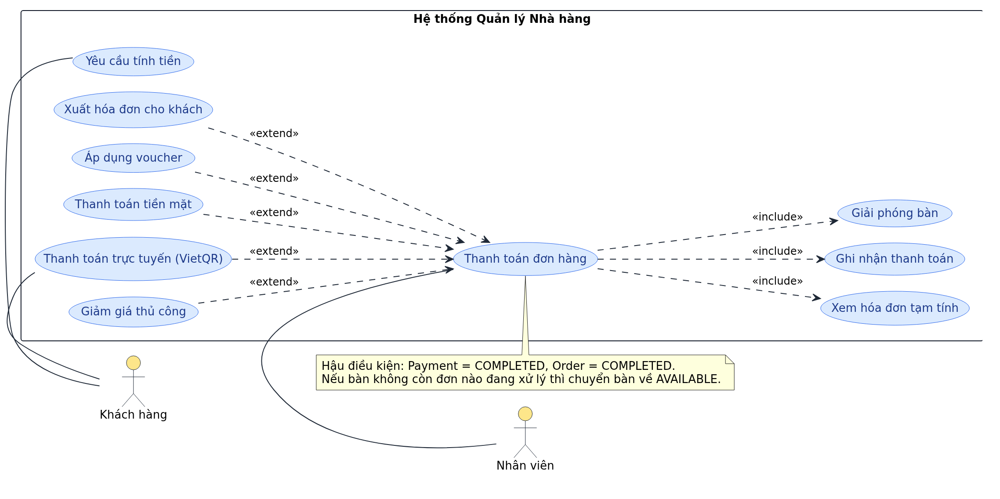 Hệ thống Quản lý Nhà hàng
Yêu cầu tính tiền
Xuất hóa đơn cho khách
«extend»
Áp dụng voucher
«extend»
Thanh toán tiền mặt
«extend»
Thanh toán trực tuyến (VietQR)
«extend»
Giảm giá thủ công
«extend»
Thanh toán đơn hàng
«include»
Giải phóng bàn
«include»
Ghi nhận thanh toán
«include»
Xem hóa đơn tạm tính
Hậu điều kiện: Payment = COMPLETED, Order = COMPLETED.
Nếu bàn không còn đơn nào đang xử lý thì chuyển bàn về AVAILABLE.
Khách hàng
Nhân viên